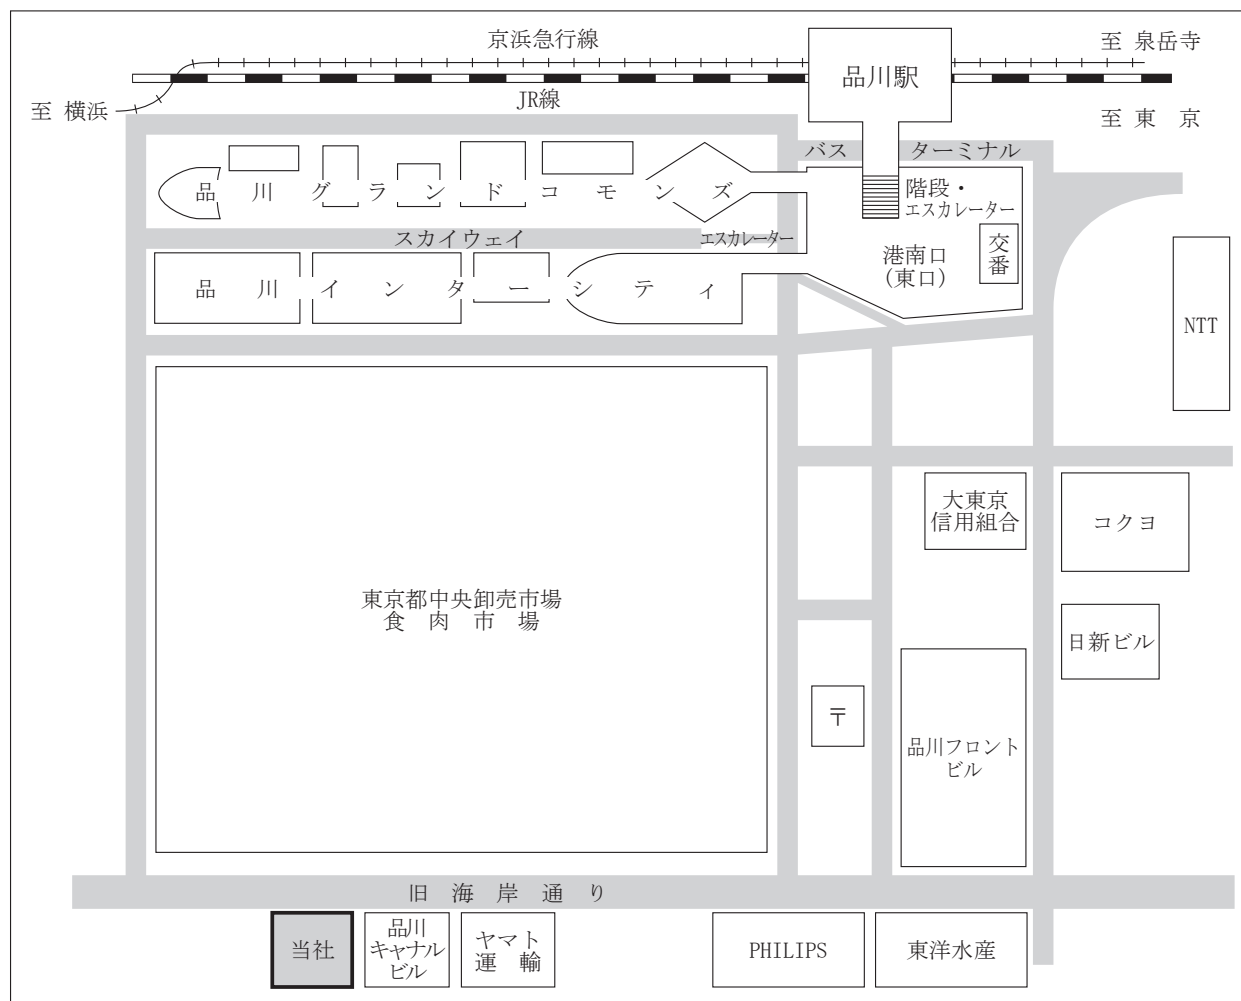 京浜急行線
至 泉岳寺
品川駅
JR線
至 横浜
至 東 京
バス ターミナル
品 川 グ ラ ン ド コ モ ン ズ
階段・
エスカレーター
スカイウェイ
エスカレーター
交番
港南口
(東口)
品 川 イ ン タ ー シ テ ィ
NTT
大東京
信用組合
コクヨ
東京都中央卸売市場
食 肉 市 場
日新ビル
〒
品川フロント
ビル
旧 海 岸 通 り
当社
品川
キャナル
ビル
ヤマト
運 輸
PHILIPS
東洋水産